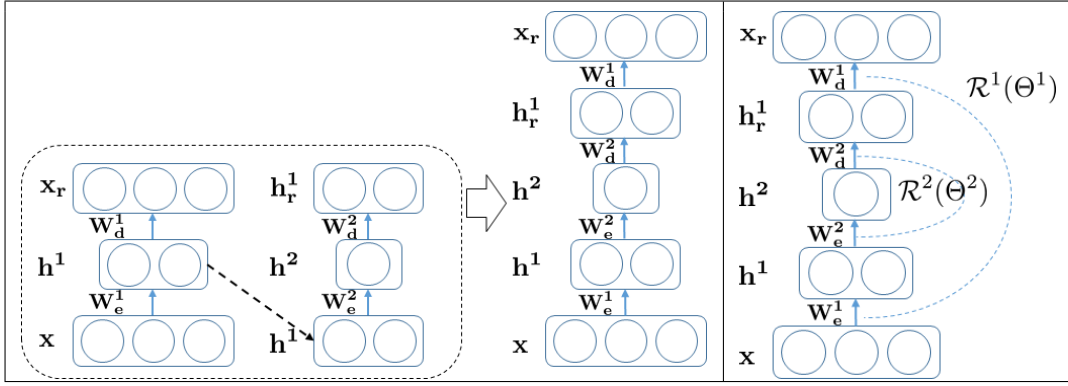 x_r
W_d^1
h^1
W_e^1
x
h_r^1
W_d^2
h^2
W_e^2
h^1
x_r
W_d^1
h_r^1
W_d^2
h^2
W_e^2
h^1
W_e^1
x
x_r
W_d^1
ℛ^1(Θ^1)
h_r^1
W_d^2
h^2
ℛ^2(Θ^2)
W_e^2
h^1
W_e^1
x